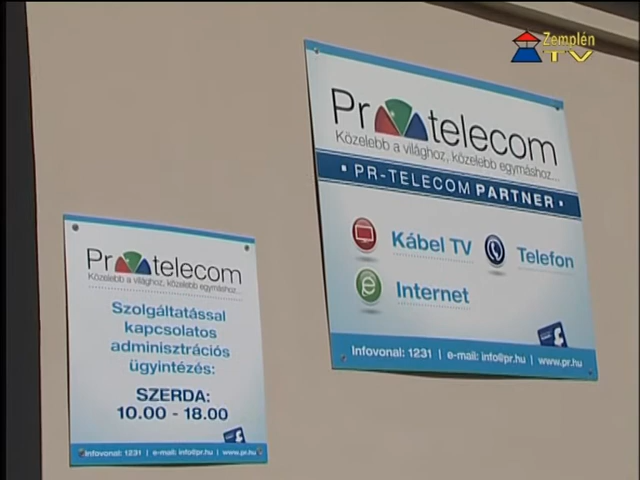 Zemplén
TV
Pr telecom
Közelebb a világhoz, közelebb egymáshoz...
• PR-TELECOM PARTNER •
Kábel TV
Telefon
Internet
Infovonal: 1231 | e-mail: info@pr.hu | www.pr.hu
Pr telecom
Közelebb a világhoz, közelebb egymáshoz...
Szolgáltatással
kapcsolatos
adminisztrációs
ügyintézés:
SZERDA:
10.00 - 18.00
Infovonal: 1231 | e-mail: info@pr.hu | www.pr.hu